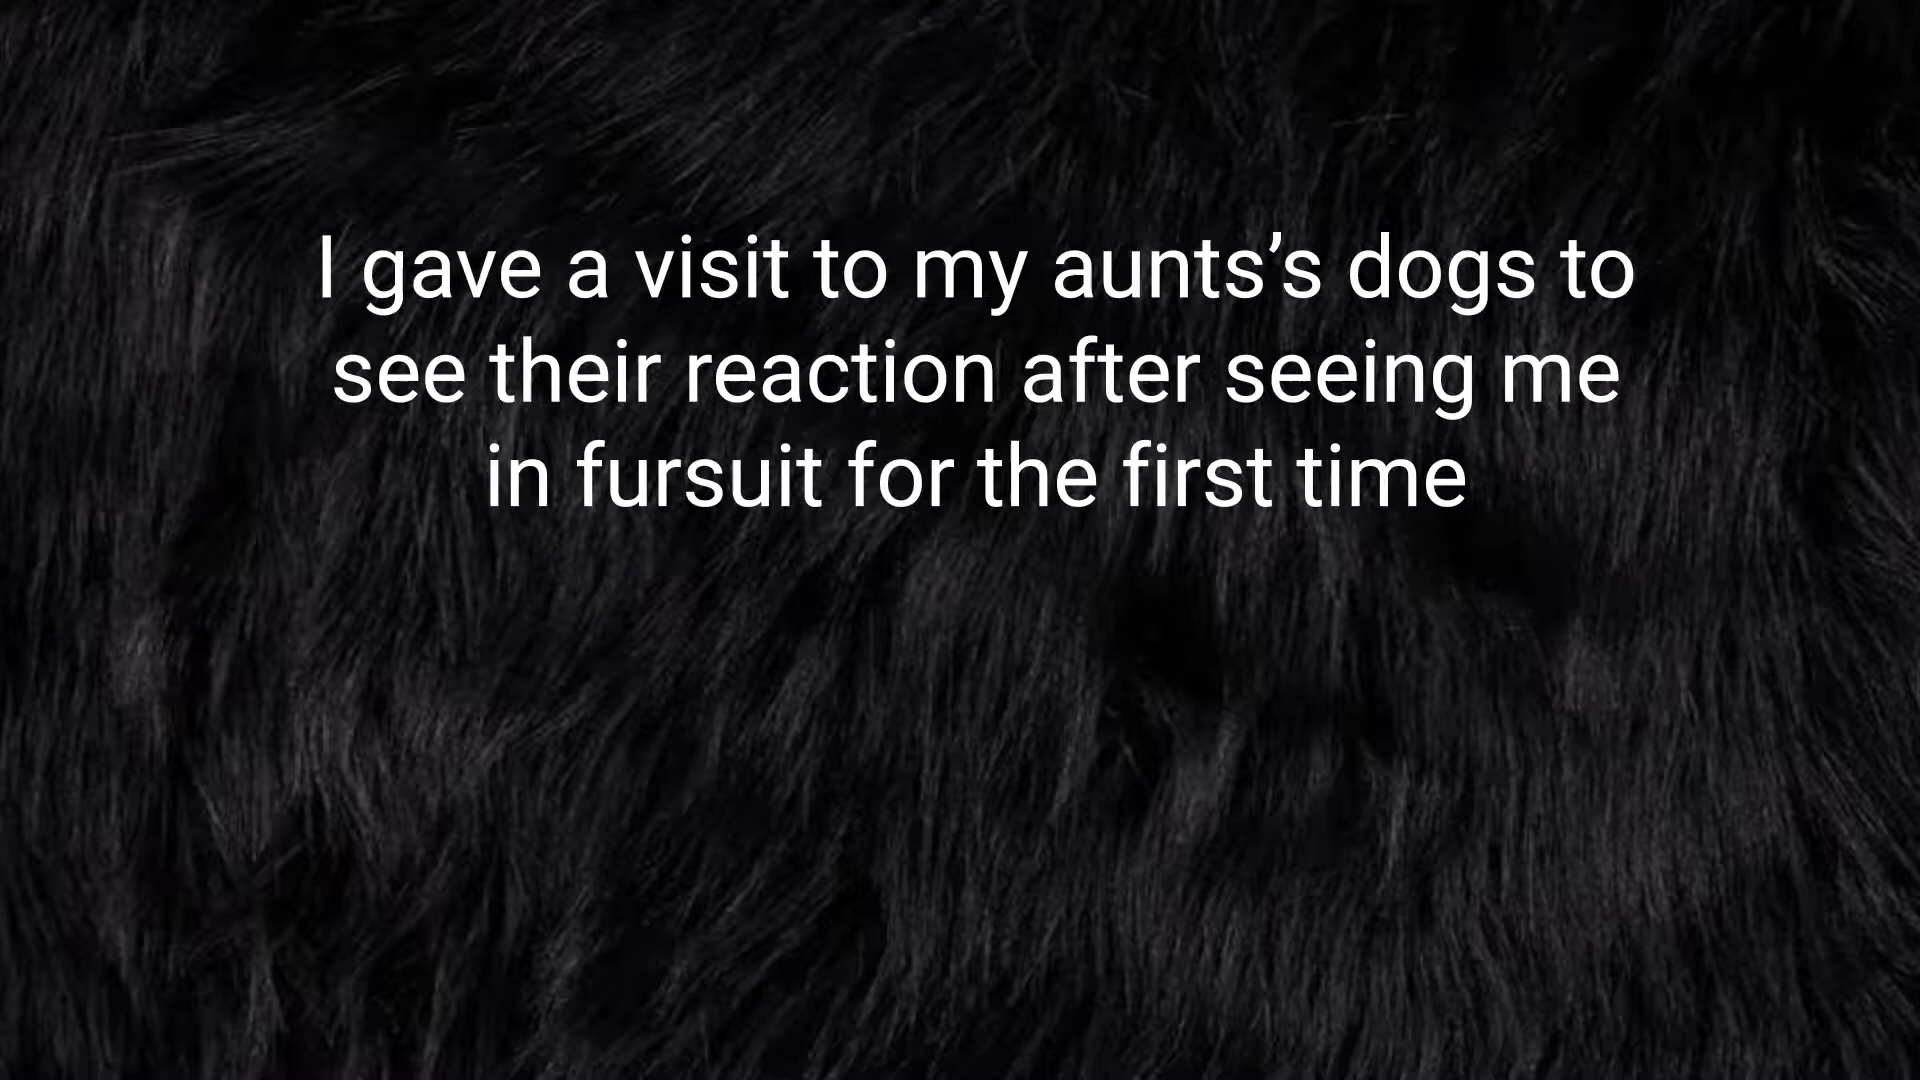 I gave a visit to my aunts’s dogs to
see their reaction after seeing me
in fursuit for the first time